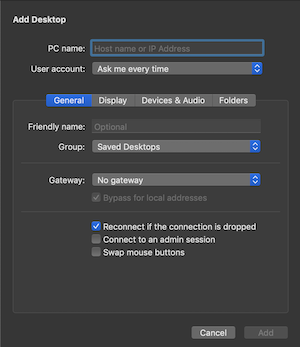 Add Desktop
PC name: Host name or IP Address
User account: Ask me every time
General Display Devices & Audio Folders
Friendly name: Optional
Group: Saved Desktops
Gateway: No gateway
Bypass for local addresses
Reconnect if the connection is dropped
Connect to an admin session
Swap mouse buttons
Cancel Add